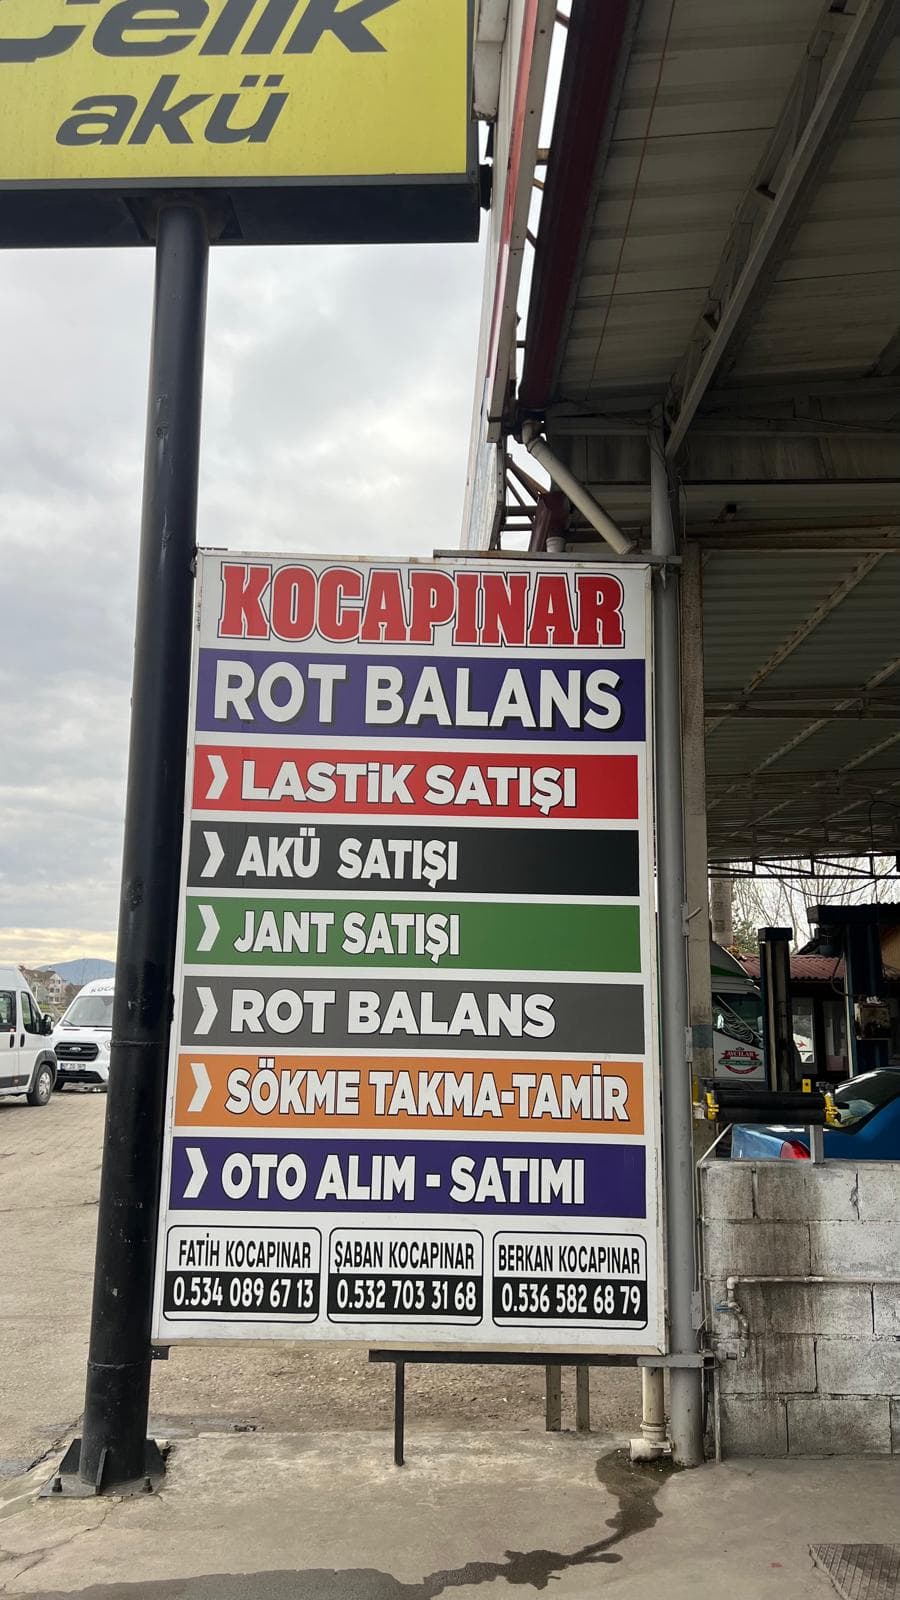 Çelik
akü
KOCAPINAR
ROT BALANS
LASTiK SATIŞI
AKÜ SATIŞI
JANT SATIŞI
ROT BALANS
SÖKME TAKMA-TAMİR
OTO ALIM - SATIMI
FATİH KOCAPINAR
0.534 089 67 13
ŞABAN KOCAPINAR
0.532 703 31 68
BERKAN KOCAPINAR
0.536 582 68 79
AVCILAR